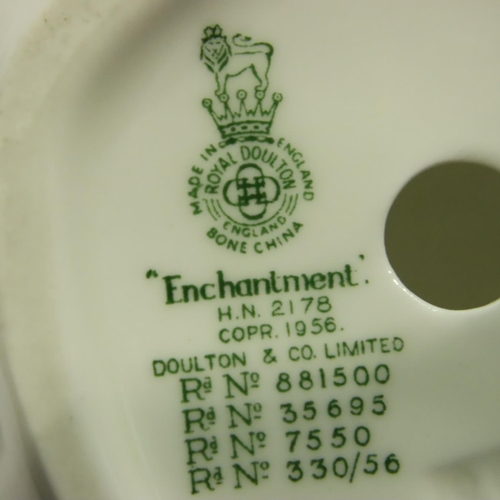 MADE IN ENGLAND
ROYAL DOULTON
ENGLAND
BONE CHINA
"Enchantment".
H.N. 2178
COPR. 1956.
DOULTON & CO. LIMITED
Rᵈ Nº 881500
Rᵈ Nº 35695
Rᵈ Nº 7550
Rᵈ Nº 330/56